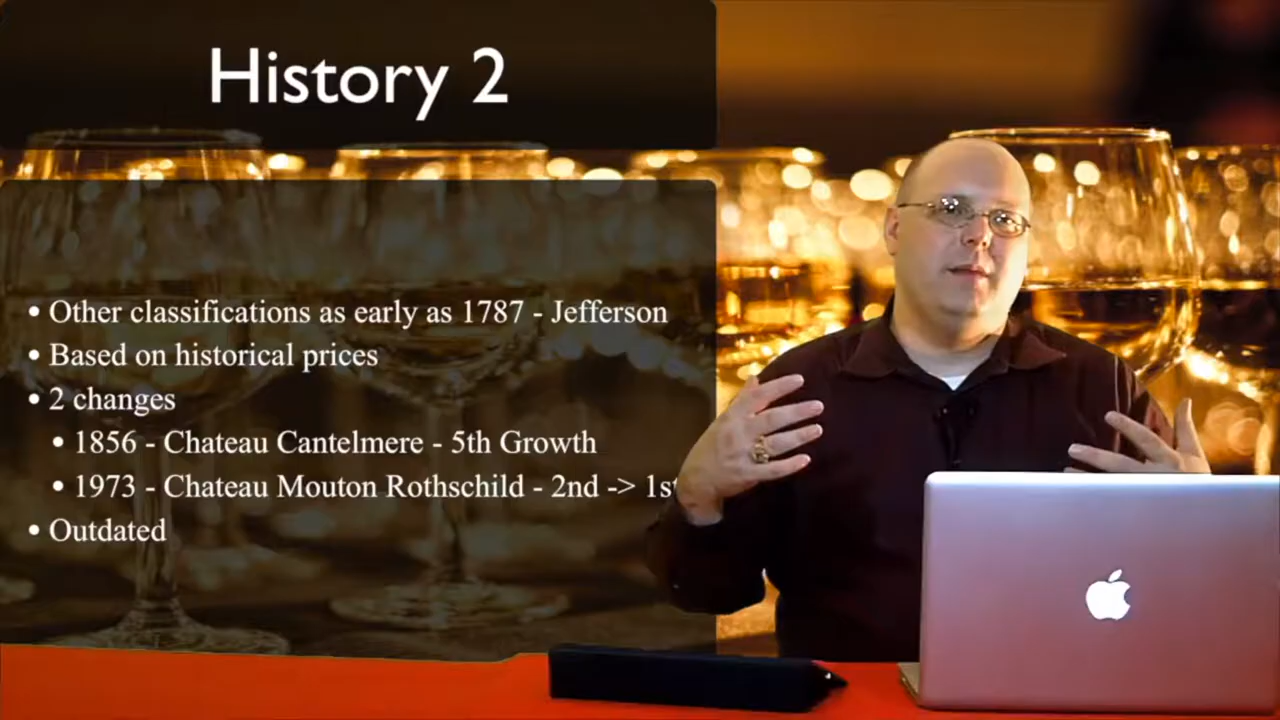 History 2
• Other classifications as early as 1787 - Jefferson
• Based on historical prices
• 2 changes
• 1856 - Chateau Cantelmere - 5th Growth
• 1973 - Chateau Mouton Rothschild - 2nd -> 1st
• Outdated